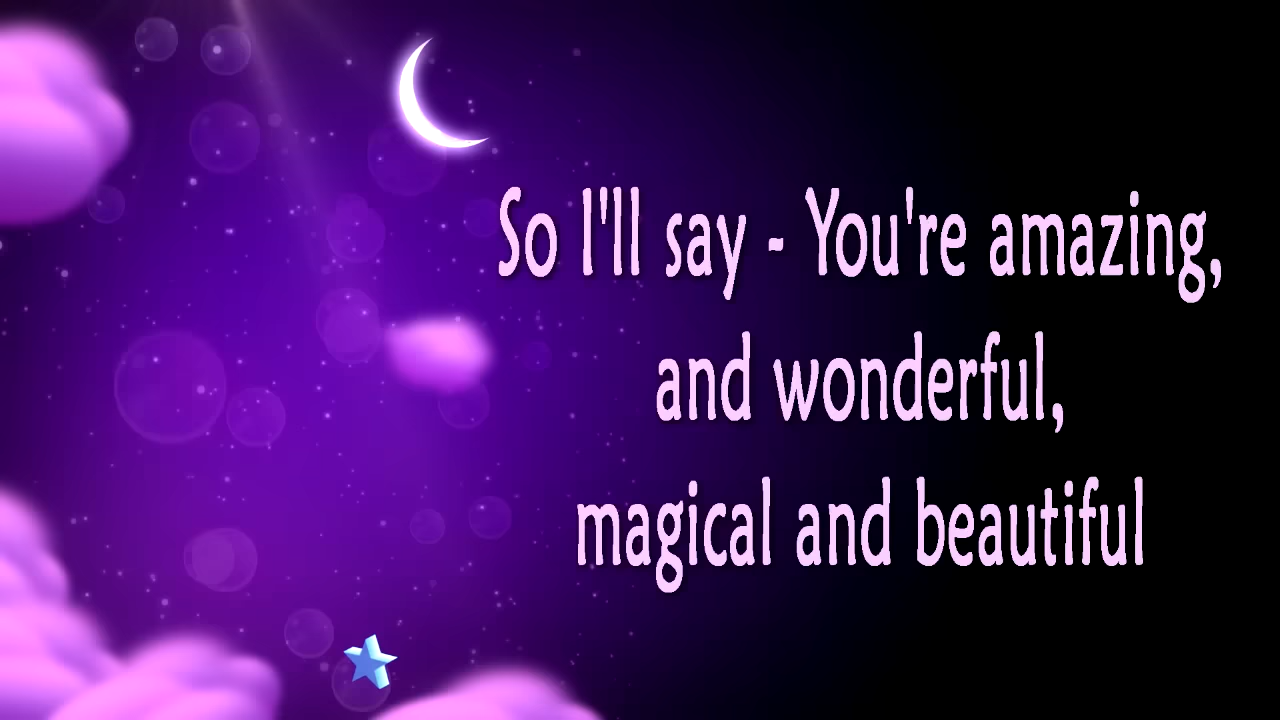 So I'll say - You're amazing,
and wonderful,
magical and beautiful